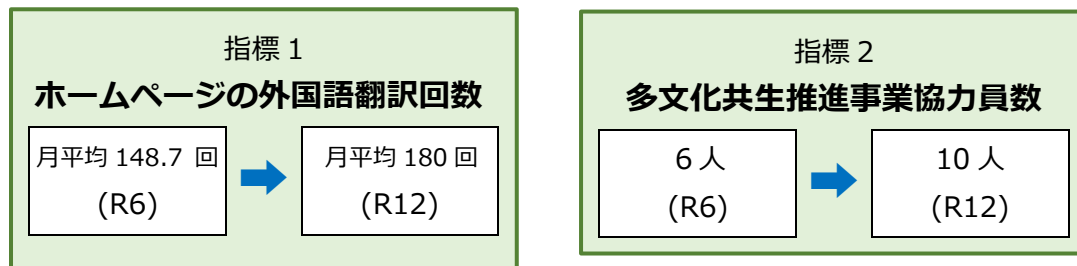 指標1
ホームページの外国語翻訳回数
月平均 148.7 回
(R6)
月平均 180 回
(R12)
指標2
多文化共生推進事業協力員数
6人
(R6)
10人
(R12)